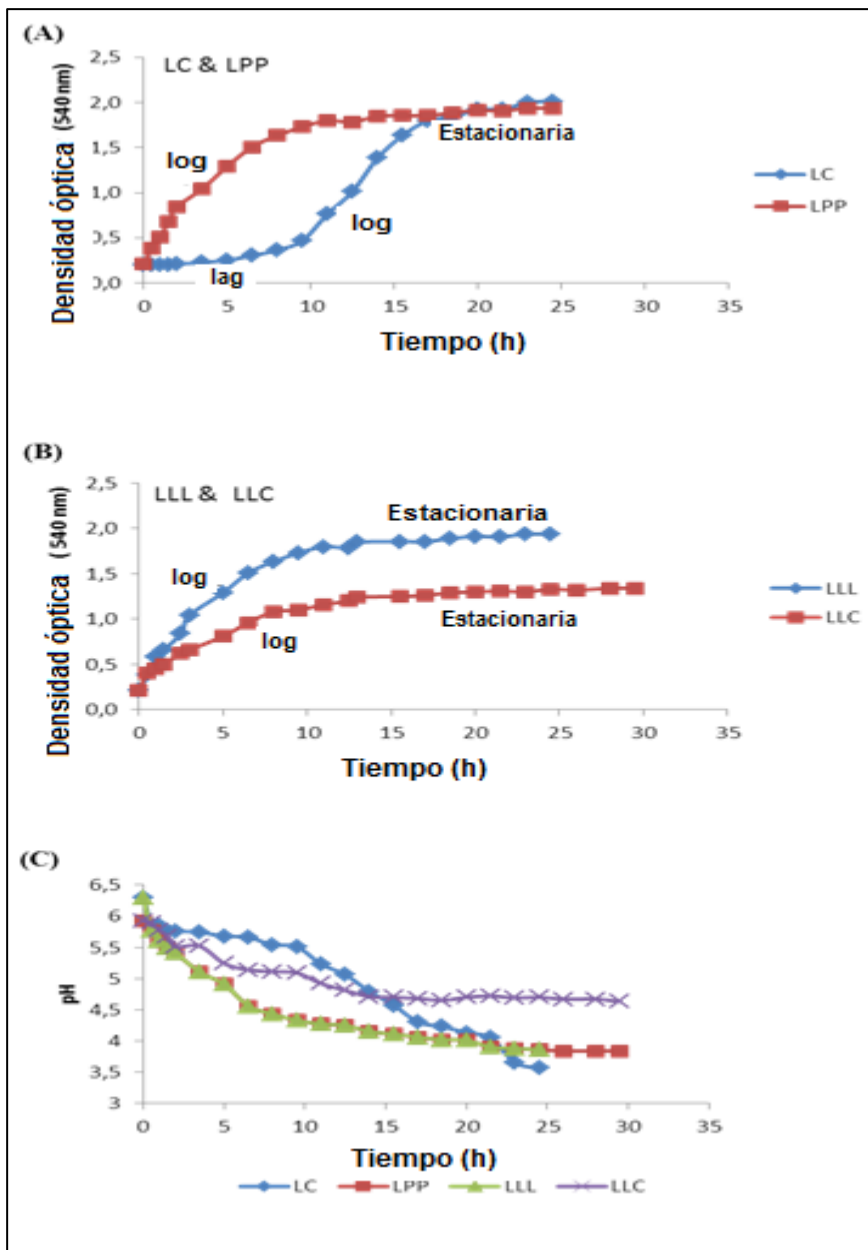 (A)
LC & LPP
Densidad óptica (540 nm)
2,5
2,0
1,5
1,0
0,5
0,0
log
lag
log
Estacionaria
LC
LPP
0 5 10 15 20 25 30 35
Tiempo (h)
(B)
LLL & LLC
Densidad óptica ( 540 nm)
2,5
2,0
1,5
1,0
0,5
0,0
log
Estacionaria
log
Estacionaria
LLL
LLC
0 5 10 15 20 25 30 35
Tiempo (h)
(C)
pH
6,5
6
5,5
5
4,5
4
3,5
3
0 5 10 15 20 25 30 35
Tiempo (h)
LC LPP LLL LLC